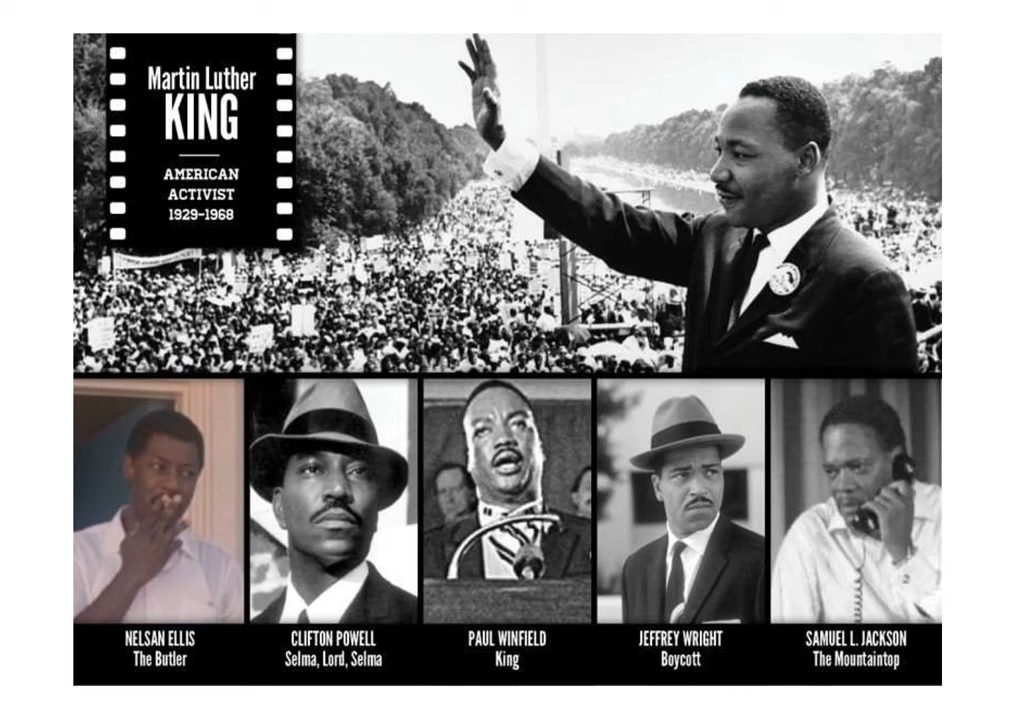 Martin Luther
KING
AMERICAN
ACTIVIST
1929–1968
NELSAN ELLIS
The Butler
CLIFTON POWELL
Selma, Lord, Selma
PAUL WINFIELD
King
JEFFREY WRIGHT
Boycott
SAMUEL L. JACKSON
The Mountaintop